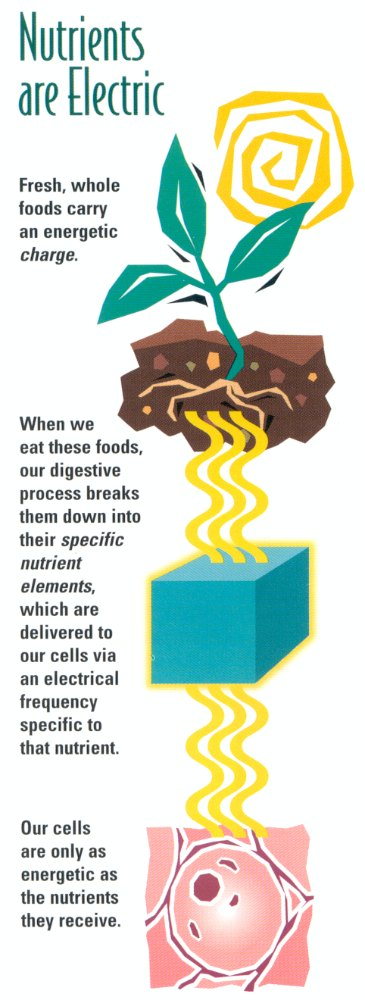 Nutrients
are Electric
Fresh, whole
foods carry
an energetic
charge.
When we
eat these foods,
our digestive
process breaks
them down into
their specific
nutrient
elements,
which are
delivered to
our cells via
an electrical
frequency
specific to
that nutrient.
Our cells
are only as
energetic as
the nutrients
they receive.